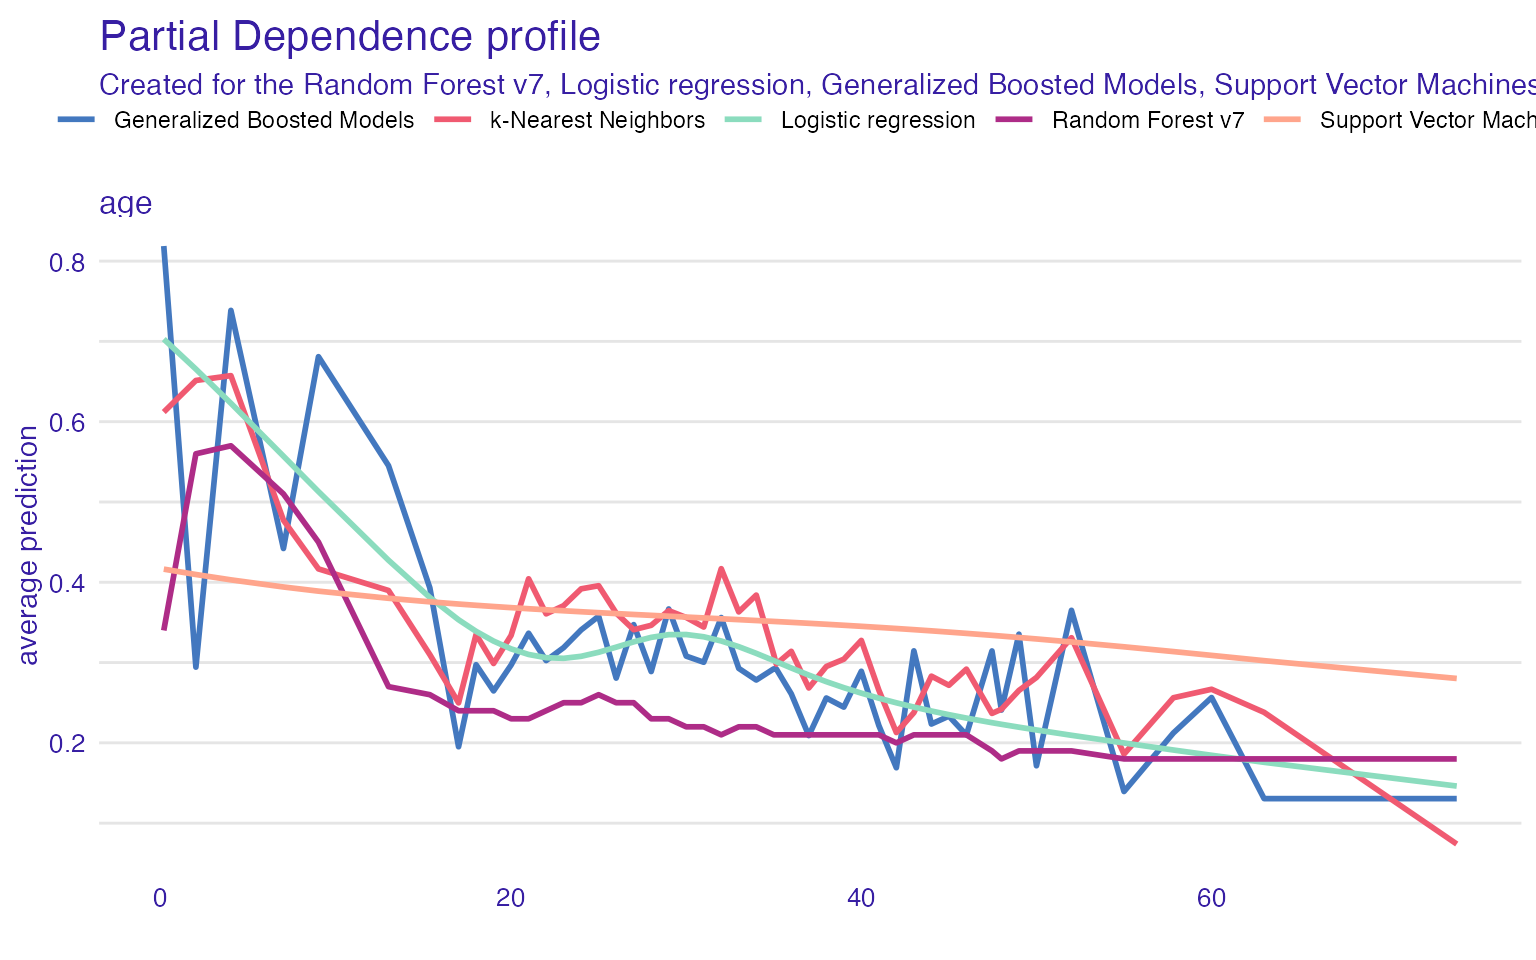 Partial Dependence profile
Created for the Random Forest v7, Logistic regression, Generalized Boosted Models, Support Vector Machines
Generalized Boosted Models k-Nearest Neighbors Logistic regression Random Forest v7 Support Vector Mach
age
average prediction
0.8
0.6
0.4
0.2
0 20 40 60